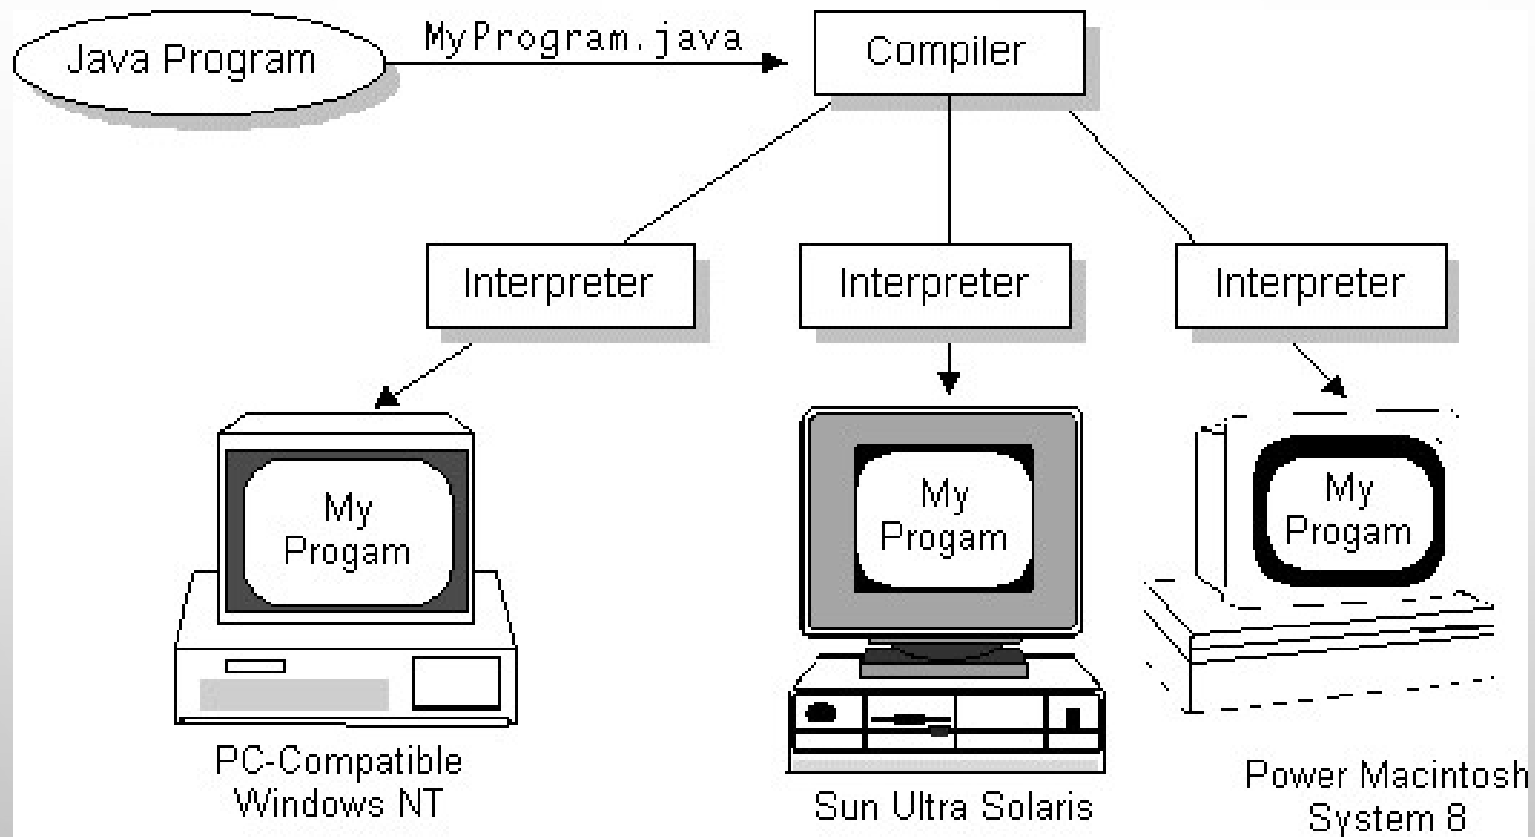 Java Program
MyProgram.java
Compiler
Interpreter
Interpreter
Interpreter
My
Progam
My
Progam
My
Progam
PC-Compatible
Windows NT
Sun Ultra Solaris
Power Macintosh
System 8